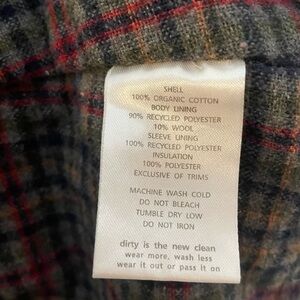 SHELL
100% ORGANIC COTTON
BODY LINING
90% RECYCLED POLYESTER
10% WOOL
SLEEVE LINING
100% RECYCLED POLYESTER
INSULATION
100% POLYESTER
EXCLUSIVE OF TRIMS
MACHINE WASH COLD
DO NOT BLEACH
TUMBLE DRY LOW
DO NOT IRON
dirty is the new clean
wear more, wash less
wear it out or pass it on